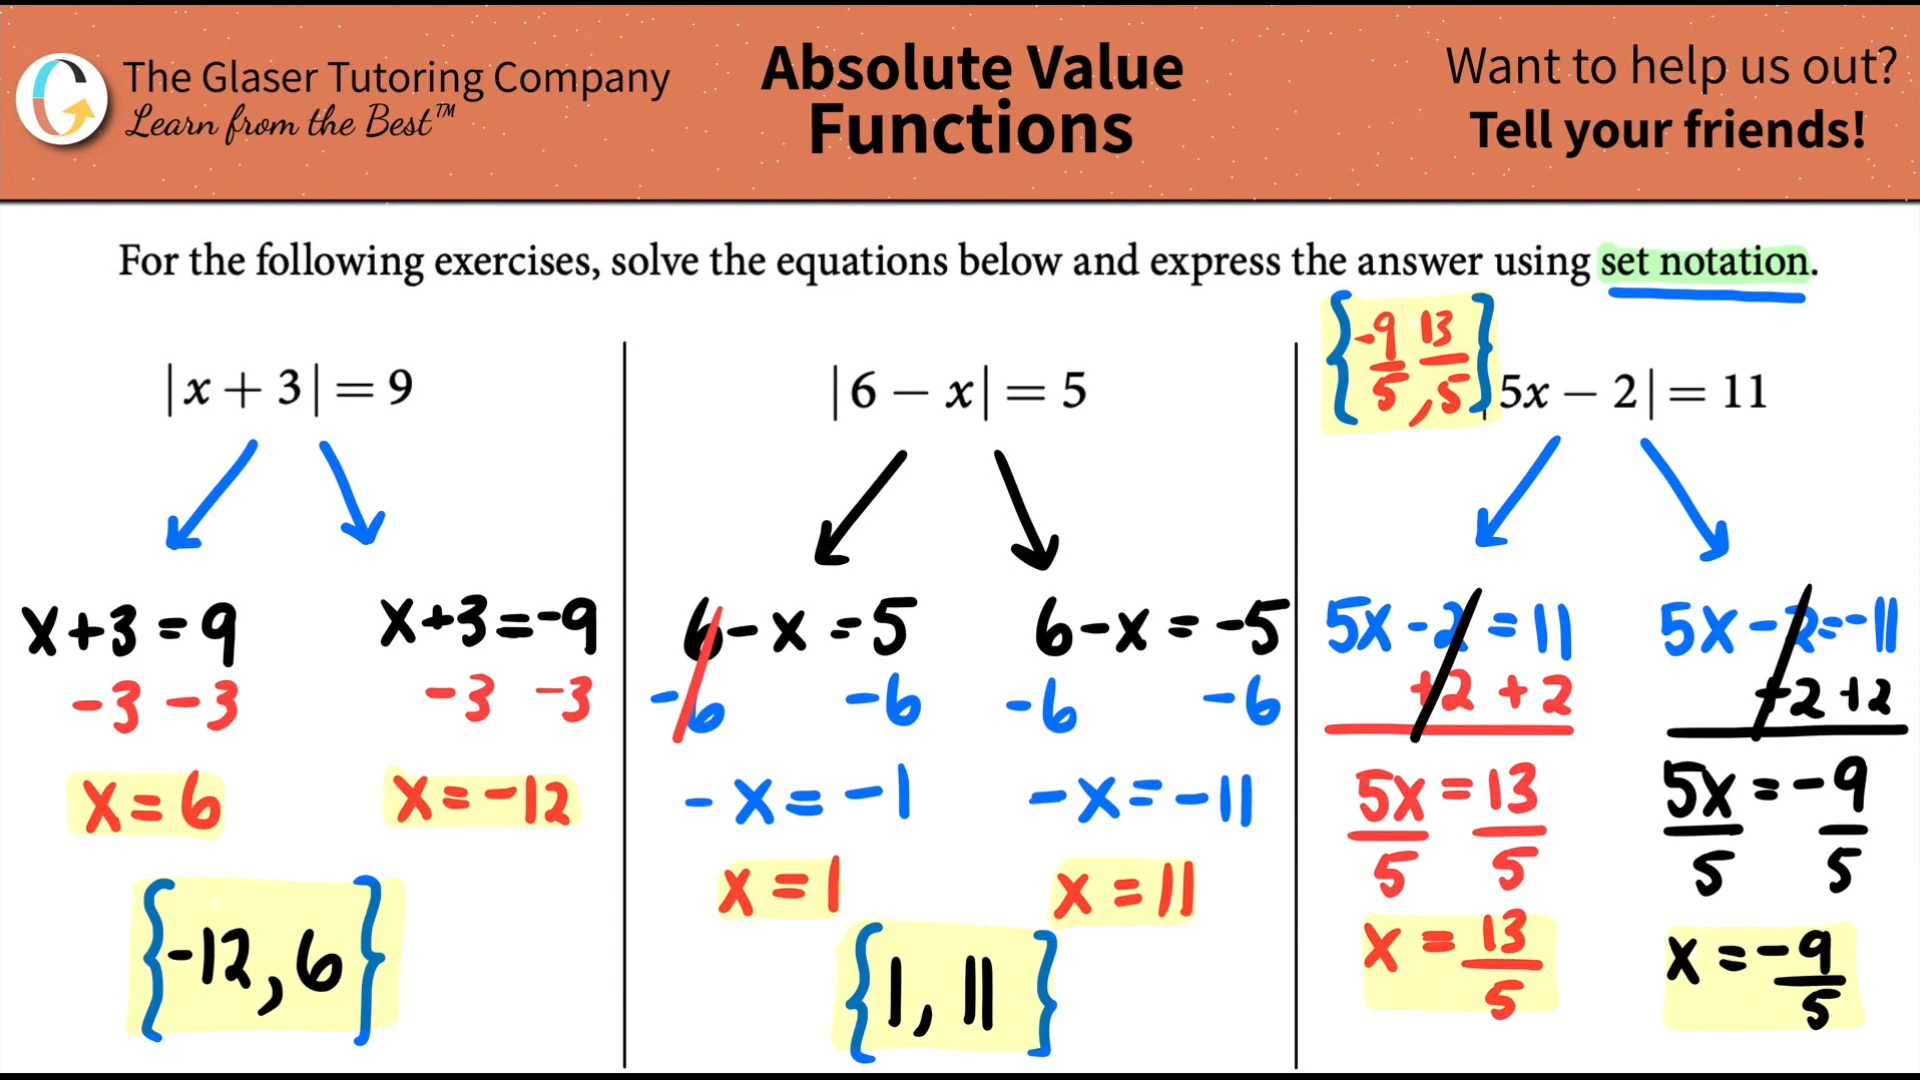 The Glaser Tutoring Company
Learn from the Best™
Absolute Value
Functions
Want to help us out?
Tell your friends!
For the following exercises, solve the equations below and express the answer using set notation.
|x + 3| = 9
x+3=9
-3 -3
x=6
x+3=-9
-3 -3
x=-12
{-12, 6}
|6 − x| = 5
6-x=5
-6 -6
-x=-1
x=1
6-x=-5
-6 -6
-x=-11
x=11
{1, 11}
{-9/5, 13/5}
|5x − 2| = 11
5x-2=11
+2 +2
5x=13
5 5
x=13/5
5x-2=-11
+2 +2
5x=-9
5 5
x=-9/5